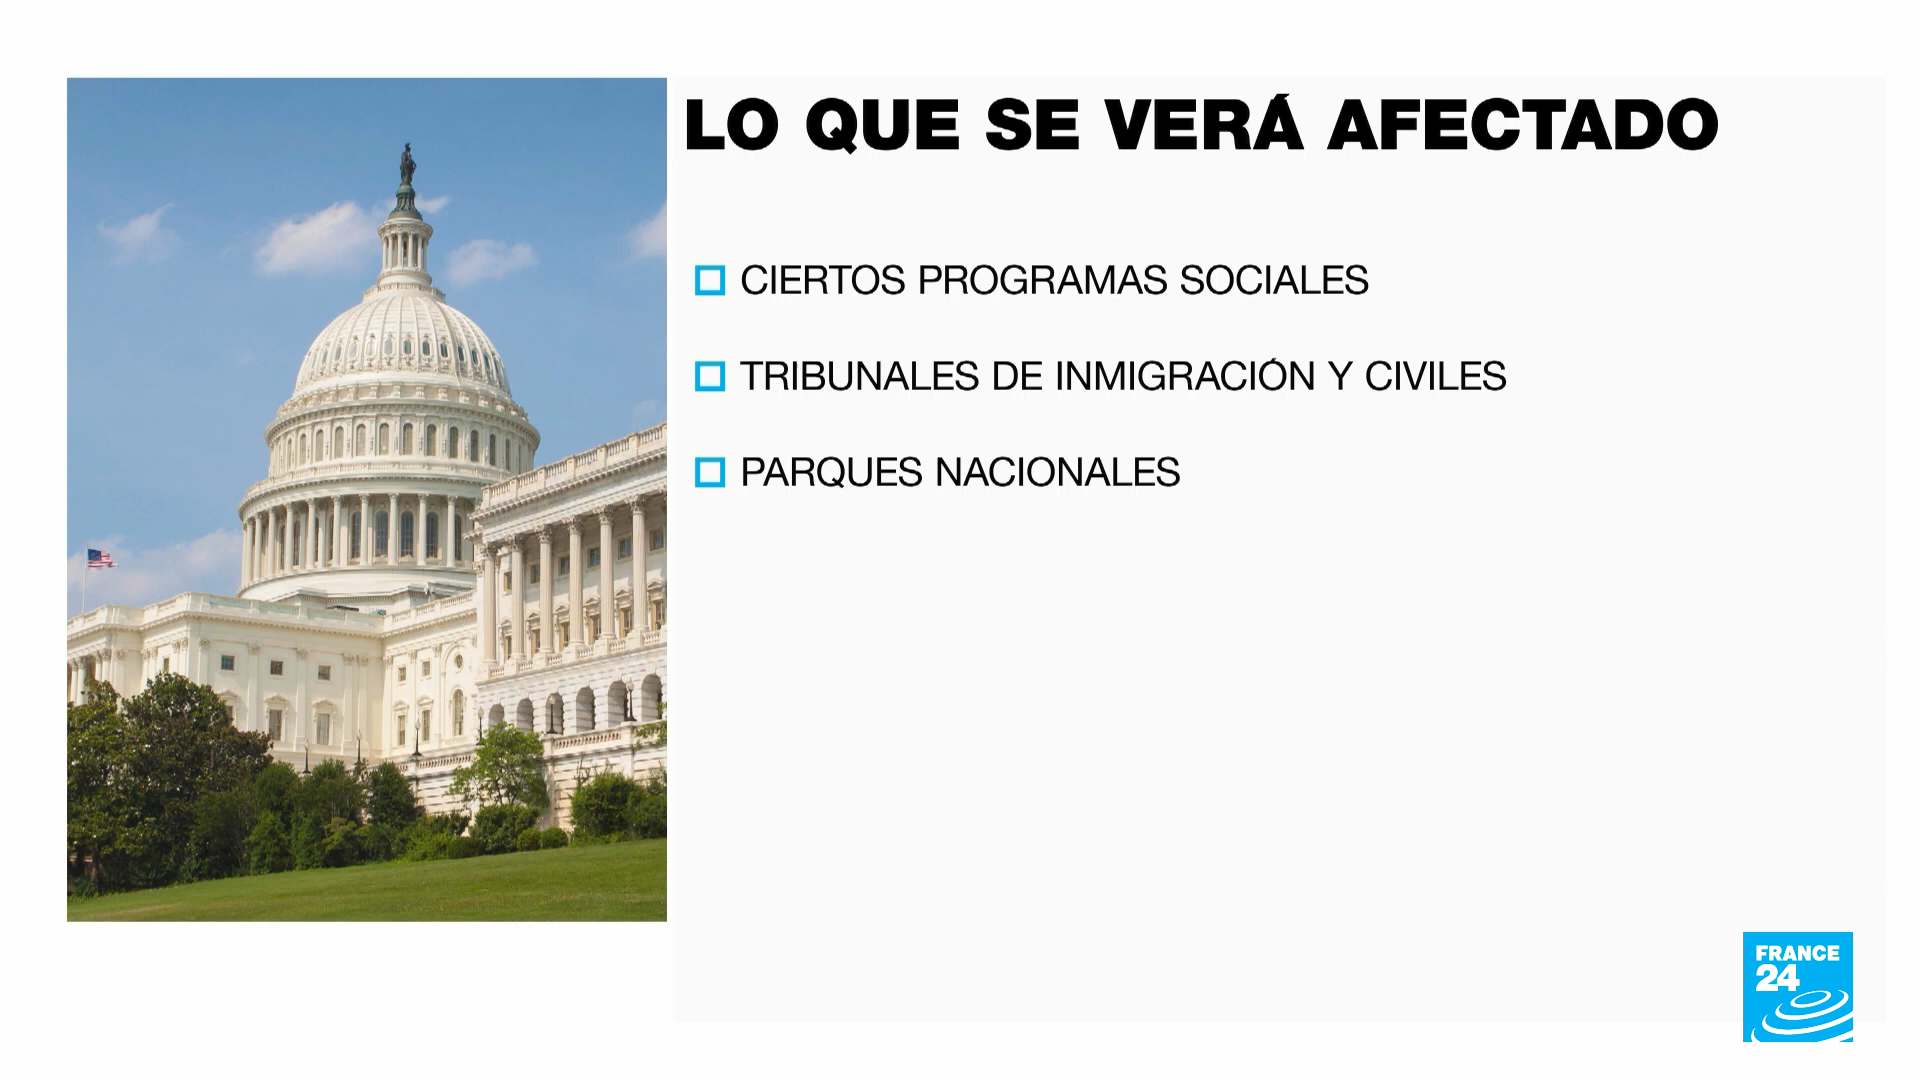 LO QUE SE VERÁ AFECTADO
CIERTOS PROGRAMAS SOCIALES
TRIBUNALES DE INMIGRACIÓN Y CIVILES
PARQUES NACIONALES
FRANCE
24